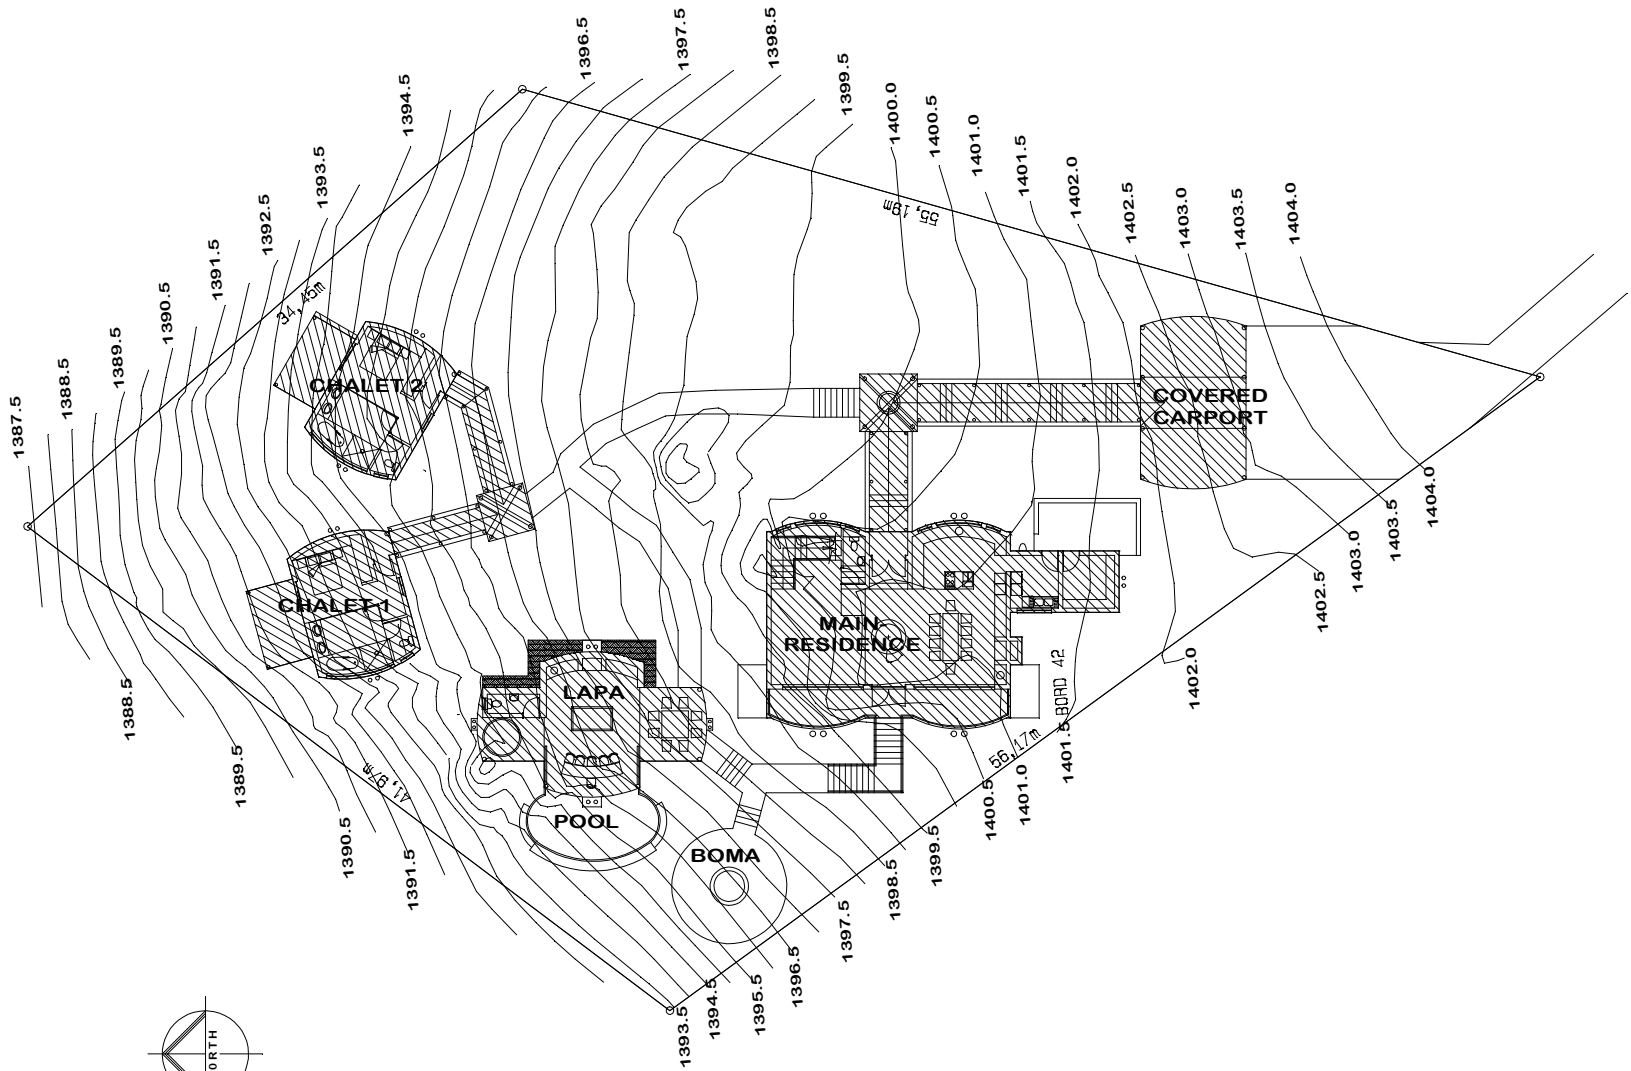 1396.5
1397.5
1398.5
1399.5
1394.5
1400.0
1400.5
1401.0
1401.5
1402.0
1402.5
1403.0
1403.5
1404.0
1393.5
1392.5
1391.5
1390.5
1389.5
1388.5
1387.5
55,19m
34,45m
CHALET 2
COVERED
CARPORT
CHALET 1
MAIN
RESIDENCE
LAPA
POOL
BOMA
BORD 42
56,17m
41,97m
1404.0
1403.5
1403.0
1402.5
1402.0
1401.5
1401.0
1400.5
1399.5
1398.5
1397.5
1396.5
1395.5
1394.5
1393.5
1388.5
1389.5
1390.5
1391.5
ORTH